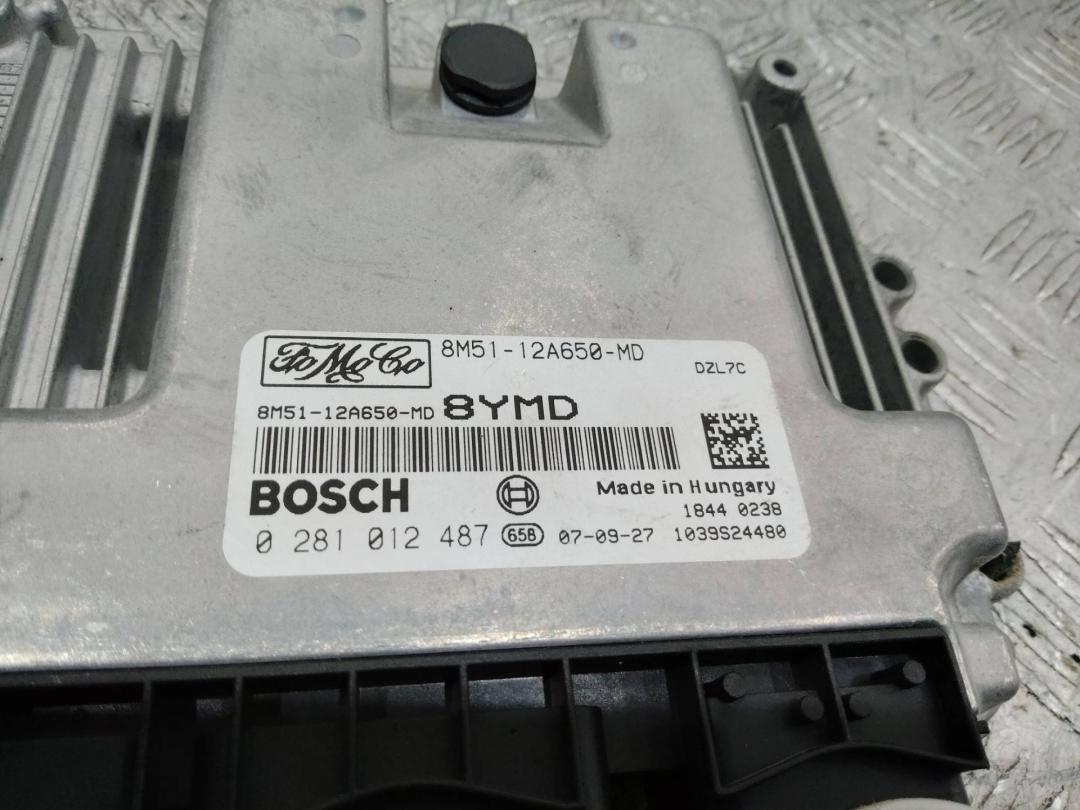 FoMoCo 8M51-12A650-MD
DZL7C
8M51-12A650-MD 8YMD
BOSCH
Made in Hungary
1844 0238
0 281 012 487 658 07-09-27 1039S24480